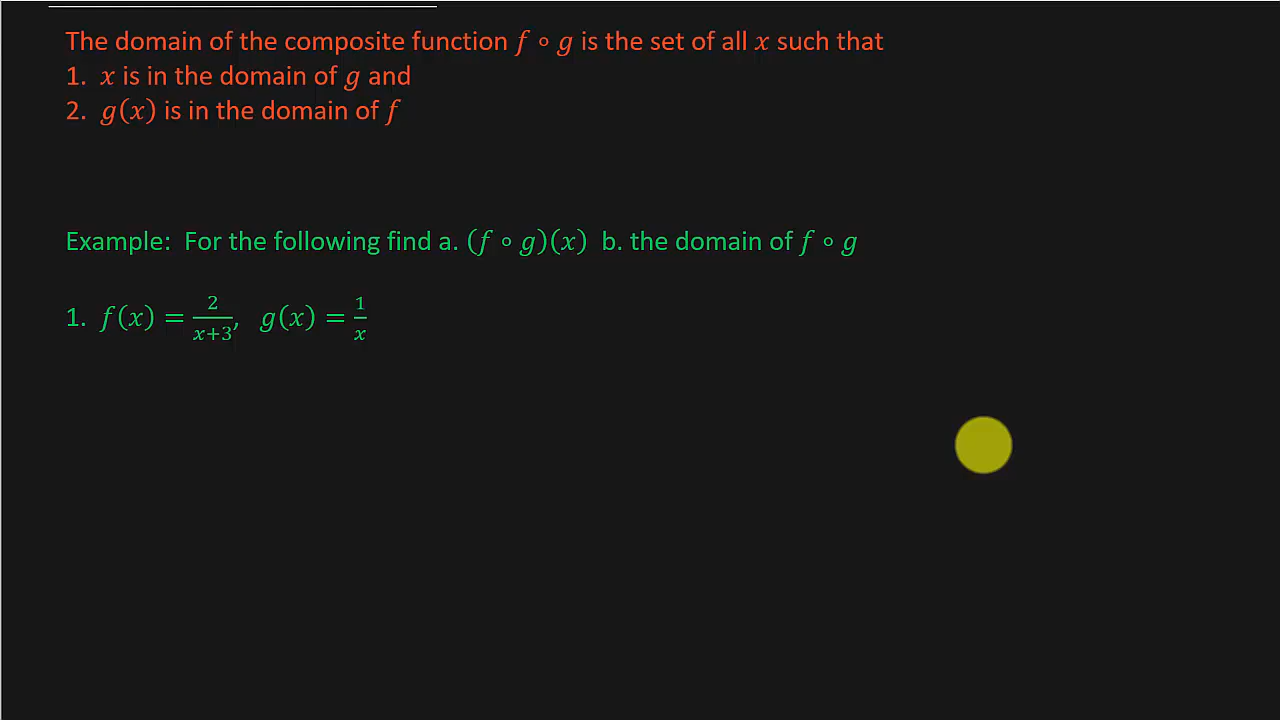 The domain of the composite function f ∘ g is the set of all x such that
1. x is in the domain of g and
2. g(x) is in the domain of f
Example: For the following find a. (f ∘ g)(x) b. the domain of f ∘ g
1. f(x) = 2/(x+3), g(x) = 1/x